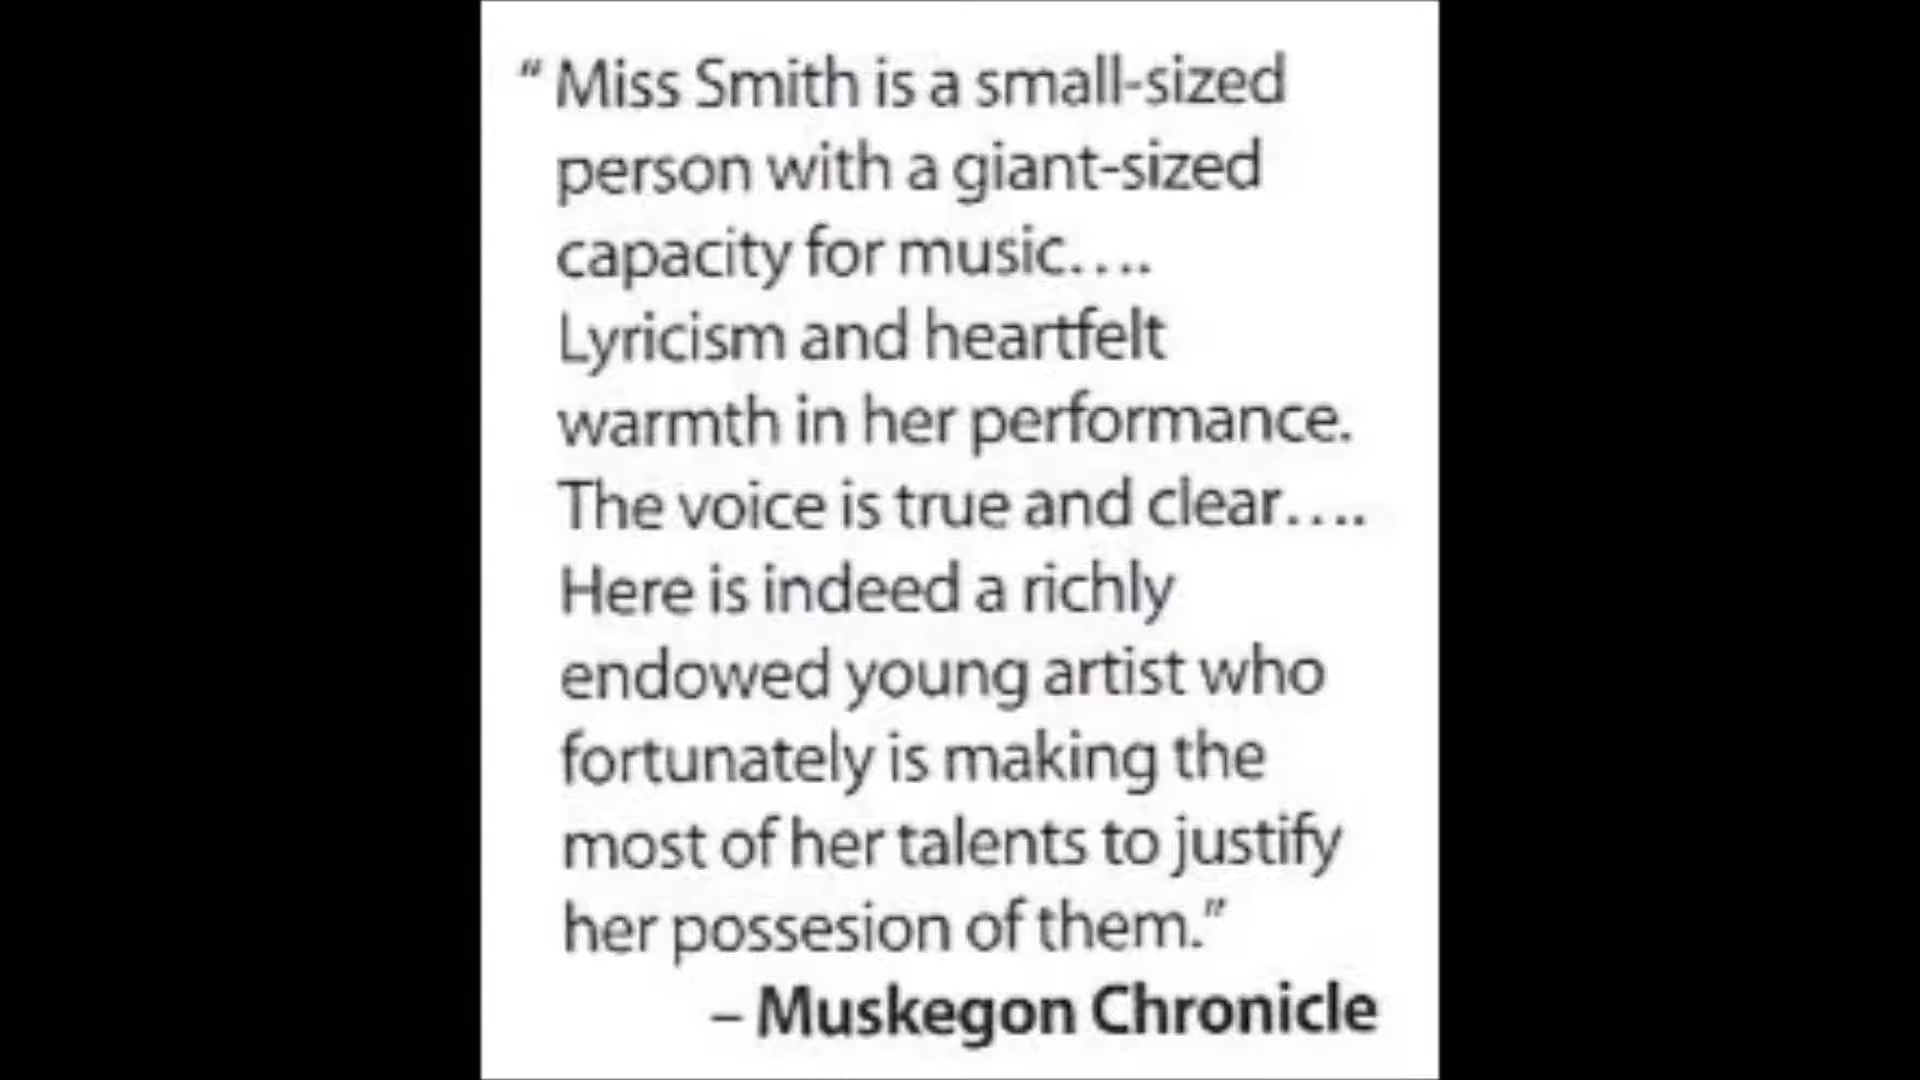 “Miss Smith is a small-sized
person with a giant-sized
capacity for music....
Lyricism and heartfelt
warmth in her performance.
The voice is true and clear....
Here is indeed a richly
endowed young artist who
fortunately is making the
most of her talents to justify
her possesion of them.”
– Muskegon Chronicle